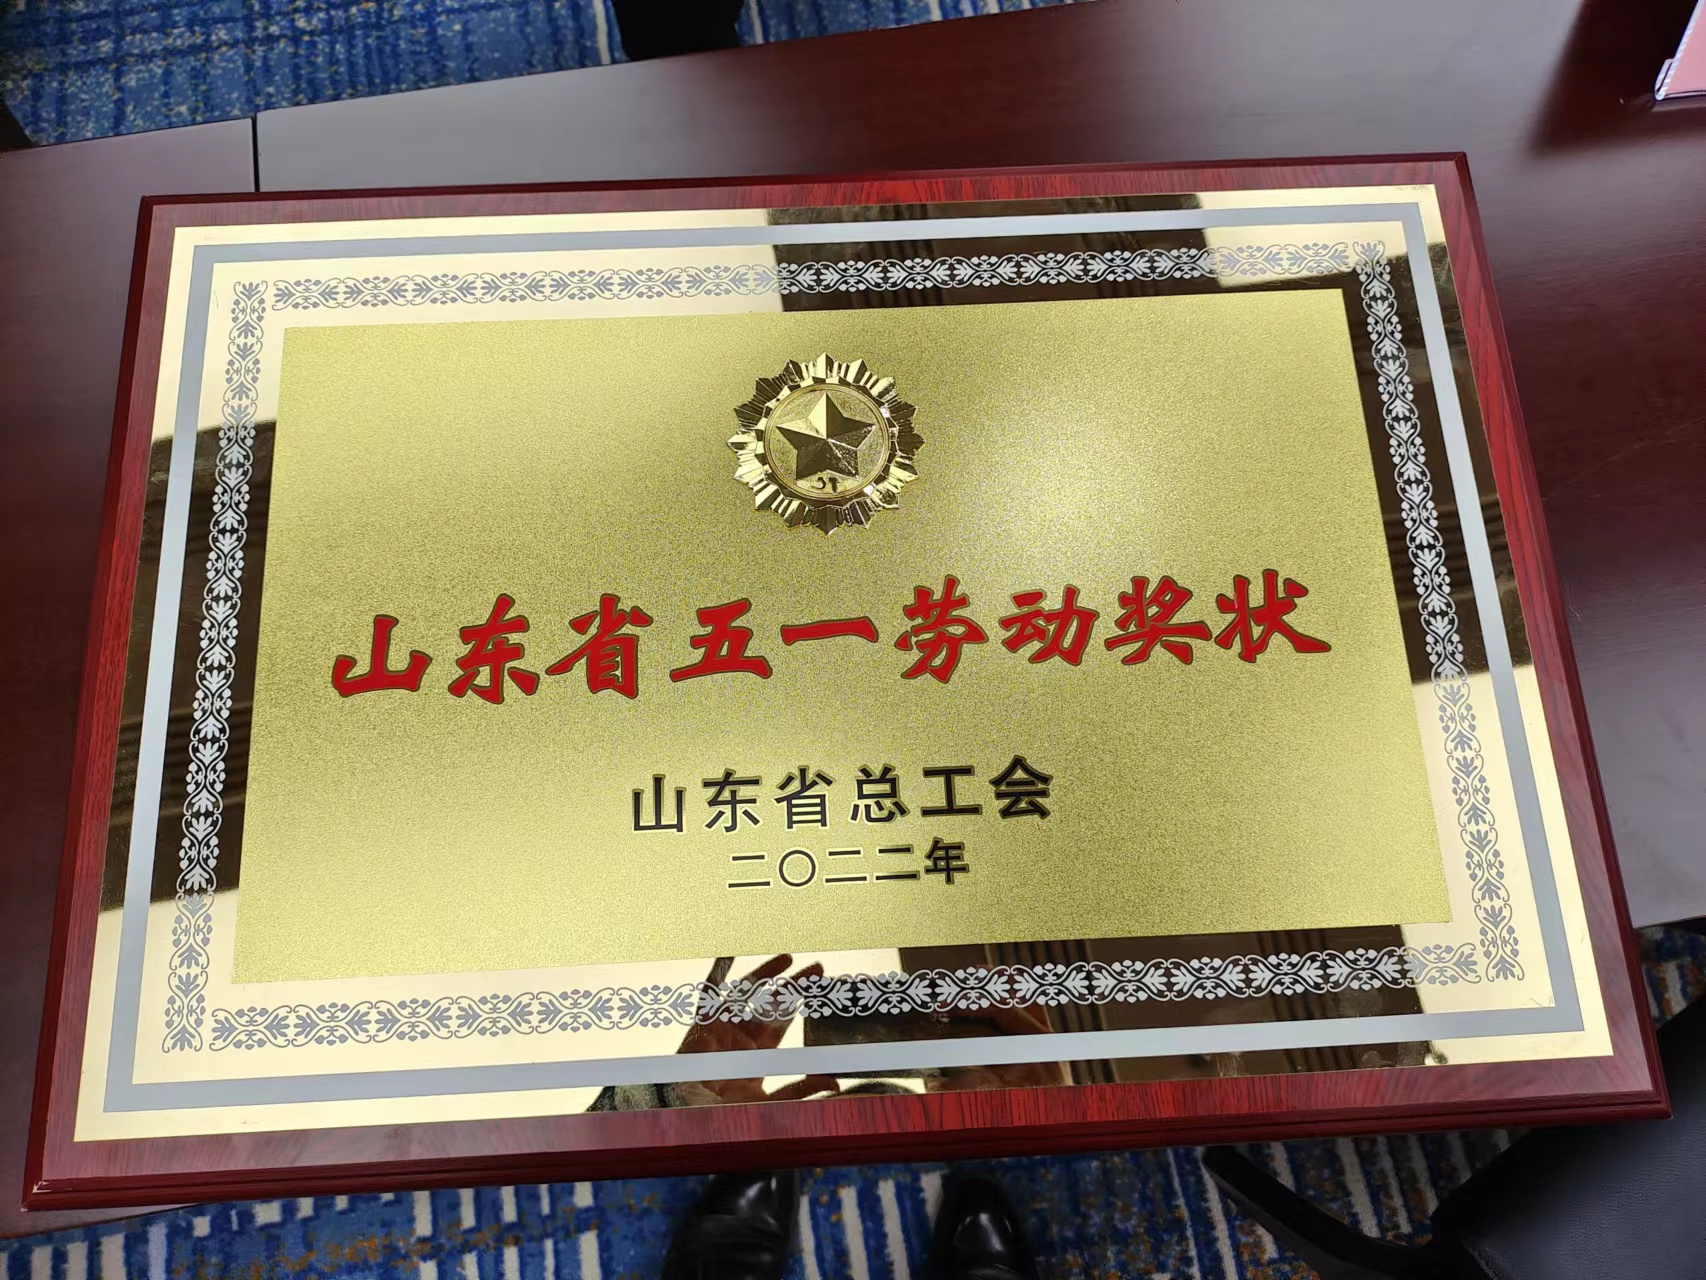 山东省五一劳动奖状
山东省总工会
二〇二二年